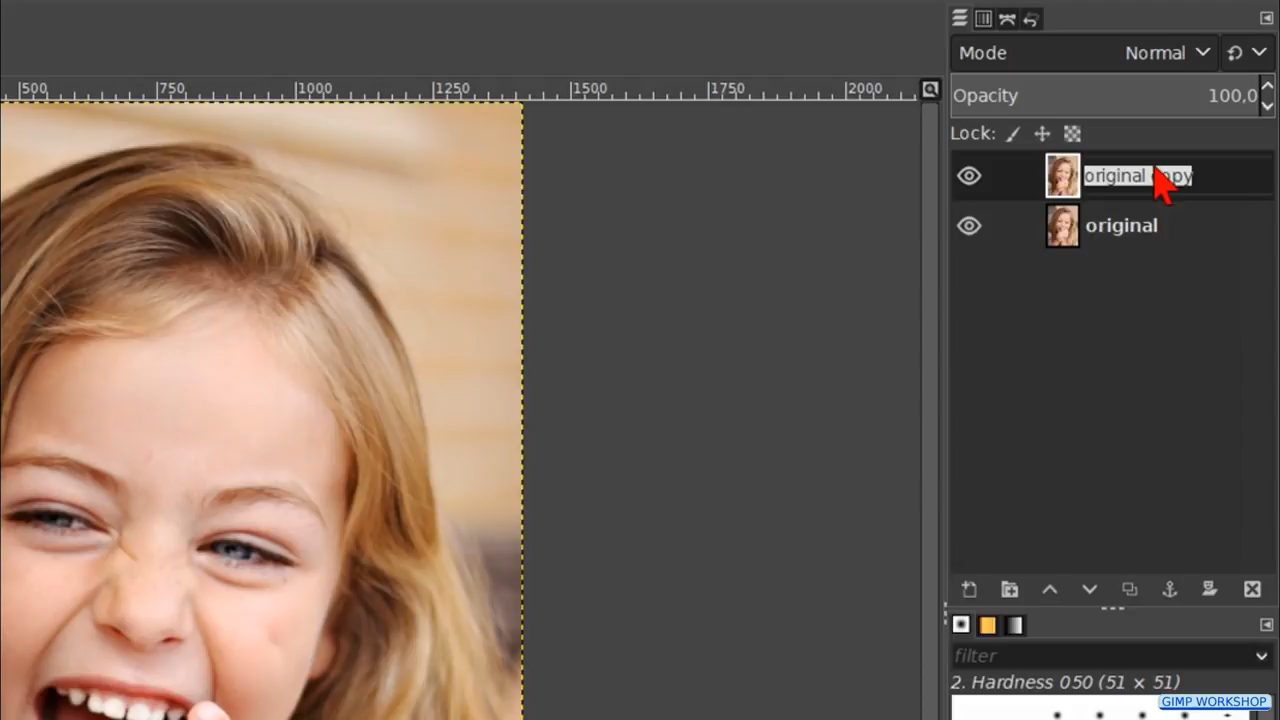 Mode Normal
500 750 1000 1250 1500 1750 2000
Opacity 100,0
Lock:
original copy
original
filter
2. Hardness 050 (51 × 51)
GIMP WORKSHOP